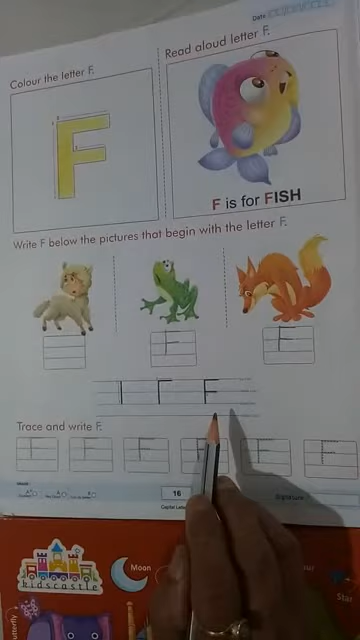 Date
Colour the letter F.
Read aloud letter F.
F
F is for FISH
Write F below the pictures that begin with the letter F.
F F
F
Trace and write F.
F F F F F F
16
Signature
Capital
kidscastle
Moon
Star